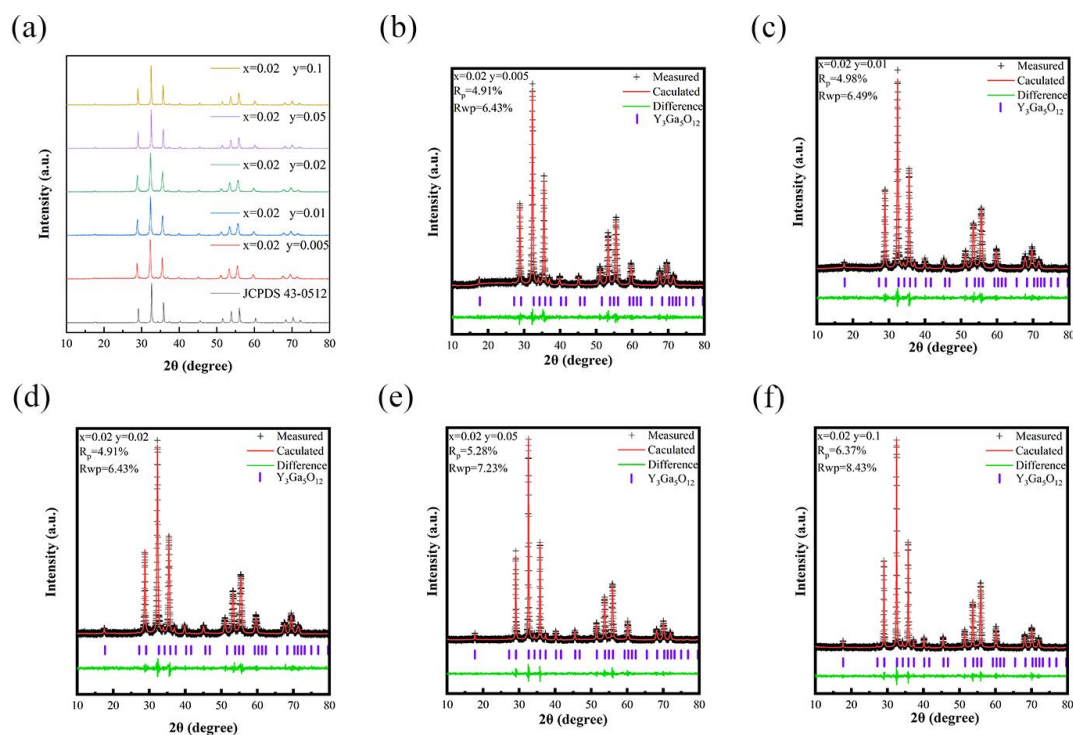 (a)
x=0.02 y=0.1
x=0.02 y=0.05
x=0.02 y=0.02
x=0.02 y=0.01
x=0.02 y=0.005
JCPDS 43-0512
Intensity (a.u.)
10 20 30 40 50 60 70 80
2θ (degree)
(b)
x=0.02 y=0.005
Rp=4.91%
Rwp=6.43%
Measured
Caculated
Difference
Y3Ga5O12
Intensity (a.u.)
10 20 30 40 50 60 70 80
2θ (degree)
(c)
x=0.02 y=0.01
Rp=4.98%
Rwp=6.49%
Measured
Caculated
Difference
Y3Ga5O12
Intensity (a.u.)
10 20 30 40 50 60 70 80
2θ (degree)
(d)
x=0.02 y=0.02
Rp=4.91%
Rwp=6.43%
Measured
Caculated
Difference
Y3Ga5O12
Intensity (a.u.)
10 20 30 40 50 60 70 80
2θ (degree)
(e)
x=0.02 y=0.05
Rp=5.28%
Rwp=7.23%
Measured
Caculated
Difference
Y3Ga5O12
Intensity (a.u.)
10 20 30 40 50 60 70 80
2θ (degree)
(f)
x=0.02 y=0.1
Rp=6.37%
Rwp=8.43%
Measured
Caculated
Difference
Y3Ga5O12
Intensity (a.u.)
10 20 30 40 50 60 70 80
2θ (degree)